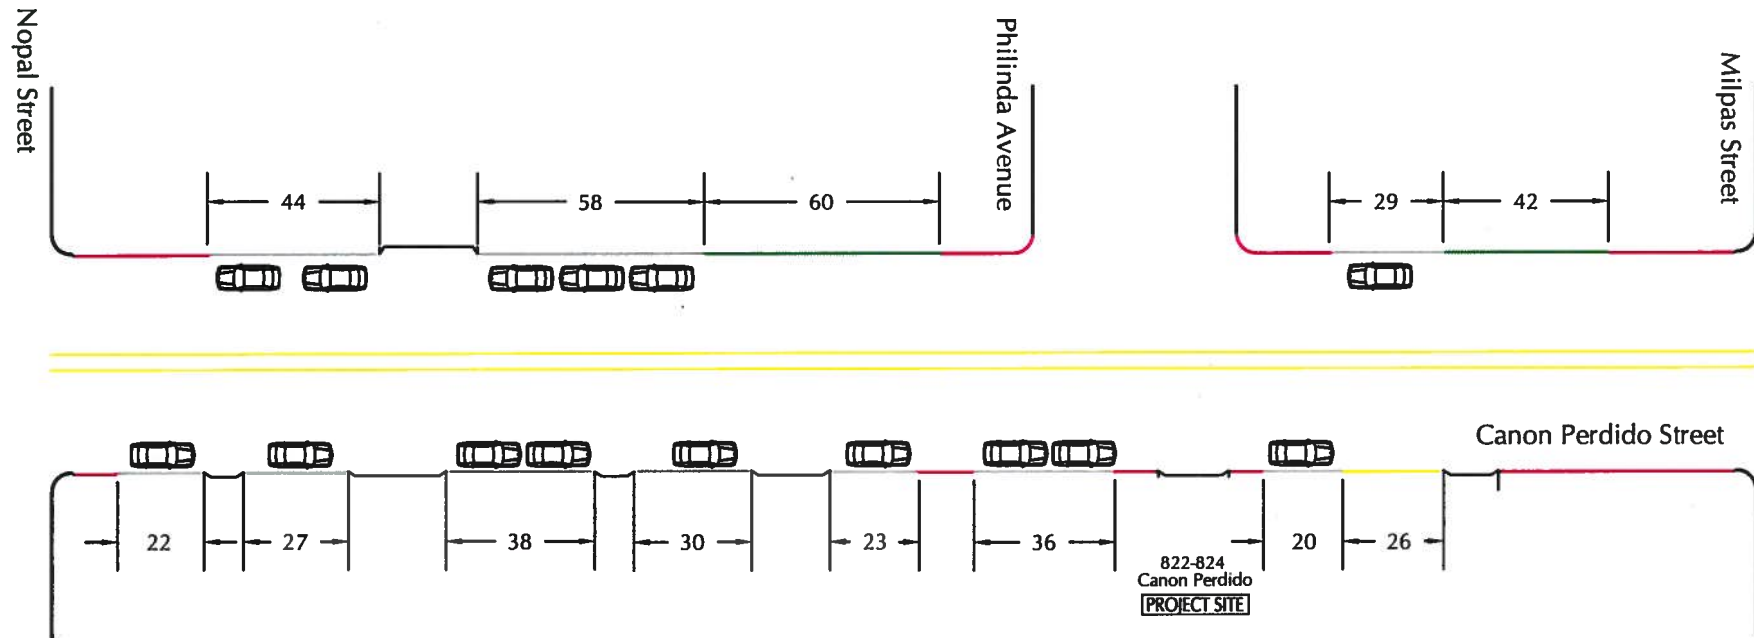 Nopal Street
Philinda Avenue
Milpas Street
44
58
60
29
42
Canon Perdido Street
22
27
38
30
23
36
20
26
822-824
Canon Perdido
PROJECT SITE